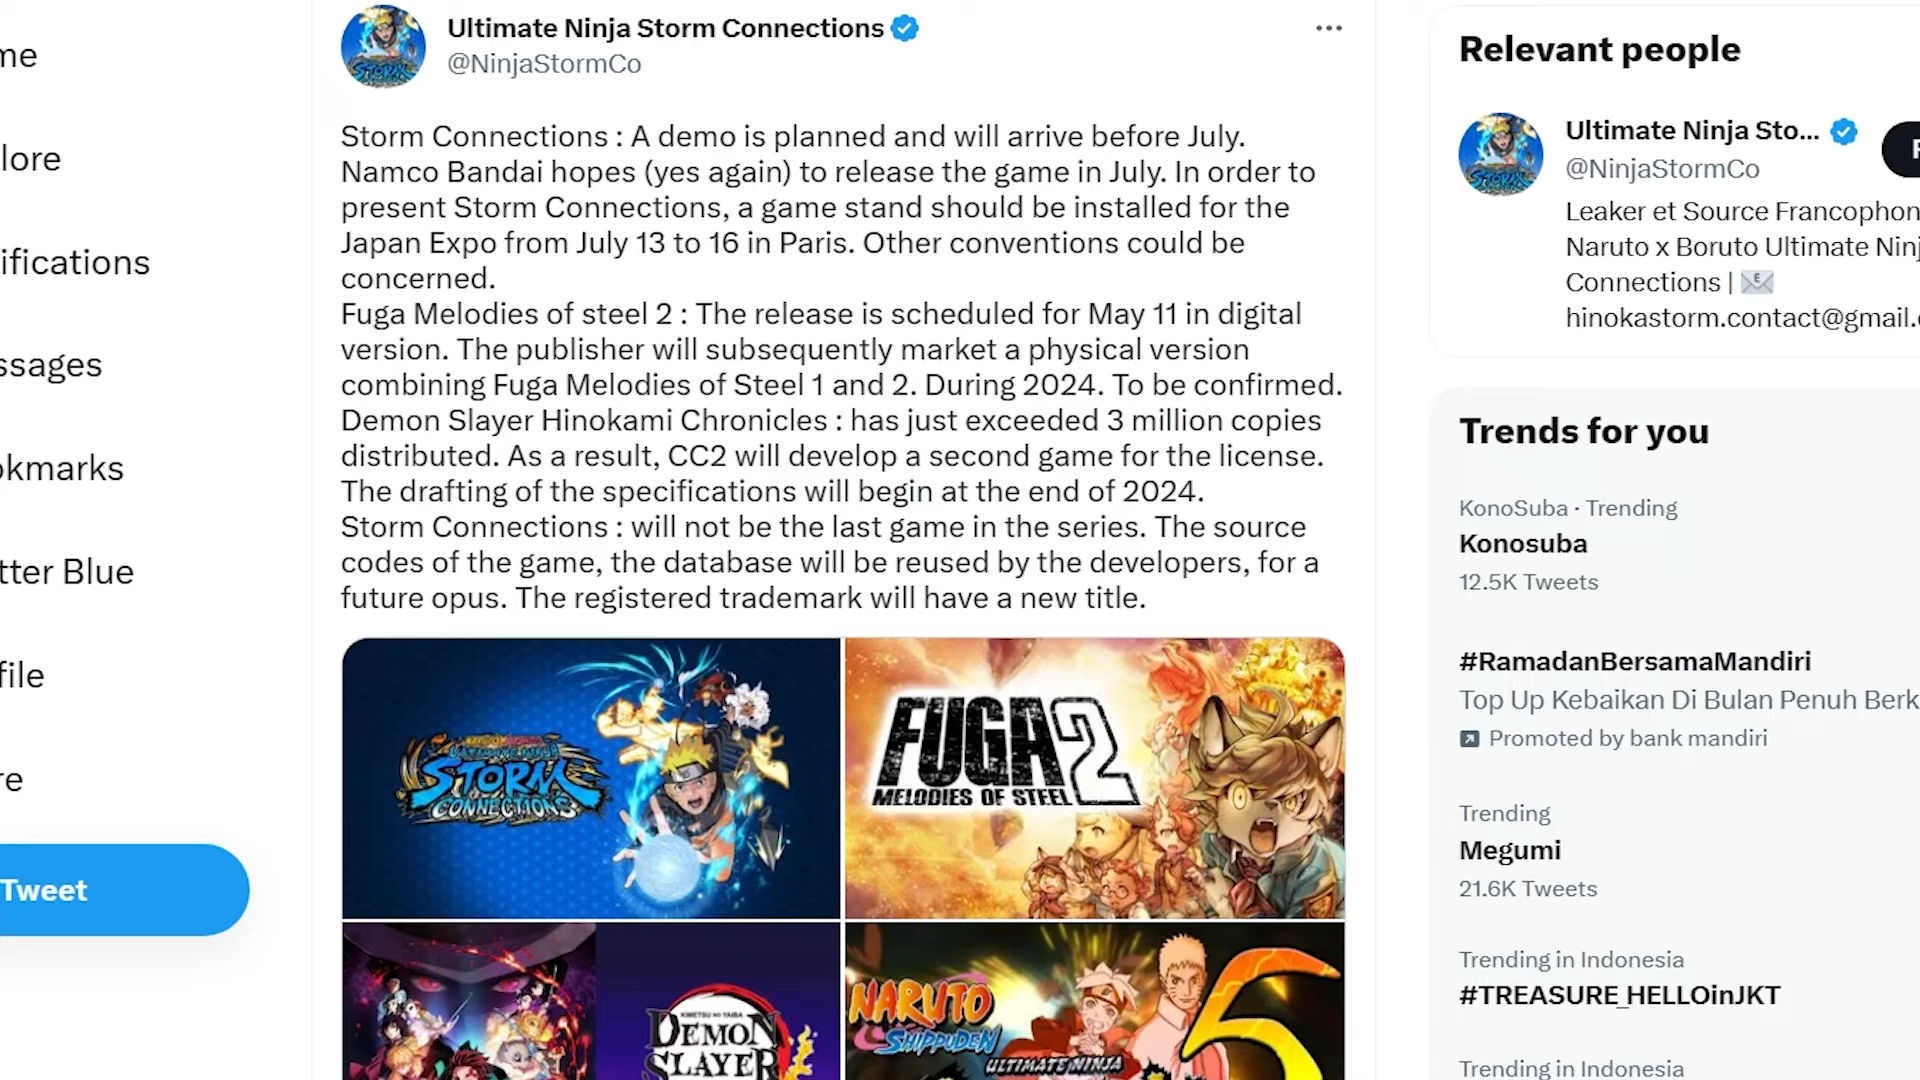 me
lore
ifications
ssages
okmarks
tter Blue
file
re
Tweet
Ultimate Ninja Storm Connections
@NinjaStormCo
Storm Connections : A demo is planned and will arrive before July.
Namco Bandai hopes (yes again) to release the game in July. In order to
present Storm Connections, a game stand should be installed for the
Japan Expo from July 13 to 16 in Paris. Other conventions could be
concerned.
Fuga Melodies of steel 2 : The release is scheduled for May 11 in digital
version. The publisher will subsequently market a physical version
combining Fuga Melodies of Steel 1 and 2. During 2024. To be confirmed.
Demon Slayer Hinokami Chronicles : has just exceeded 3 million copies
distributed. As a result, CC2 will develop a second game for the license.
The drafting of the specifications will begin at the end of 2024.
Storm Connections : will not be the last game in the series. The source
codes of the game, the database will be reused by the developers, for a
future opus. The registered trademark will have a new title.
ULTIMATE NINJA
STORM
CONNECTIONS
FUGA 2
MELODIES OF STEEL
KIMETSU NO YAIBA
DEMON
SLAYER
NARUTO
SHIPPUDEN
ULTIMATE NINJA
5
Relevant people
Ultimate Ninja Sto...
@NinjaStormCo
Leaker et Source Francophon
Naruto x Boruto Ultimate Ninj
Connections |
hinokastorm.contact@gmail.c
Trends for you
KonoSuba · Trending
Konosuba
12.5K Tweets
#RamadanBersamaMandiri
Top Up Kebaikan Di Bulan Penuh Berk
Promoted by bank mandiri
Trending
Megumi
21.6K Tweets
Trending in Indonesia
#TREASURE_HELLOinJKT
Trending in Indonesia